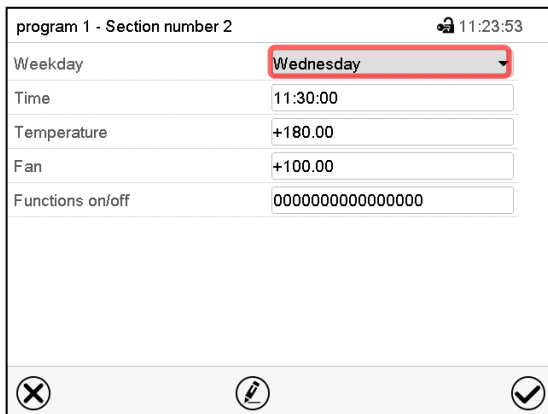 program 1 - Section number 2 11:23:53
Weekday Wednesday
Time 11:30:00
Temperature +180.00
Fan +100.00
Functions on/off 0000000000000000